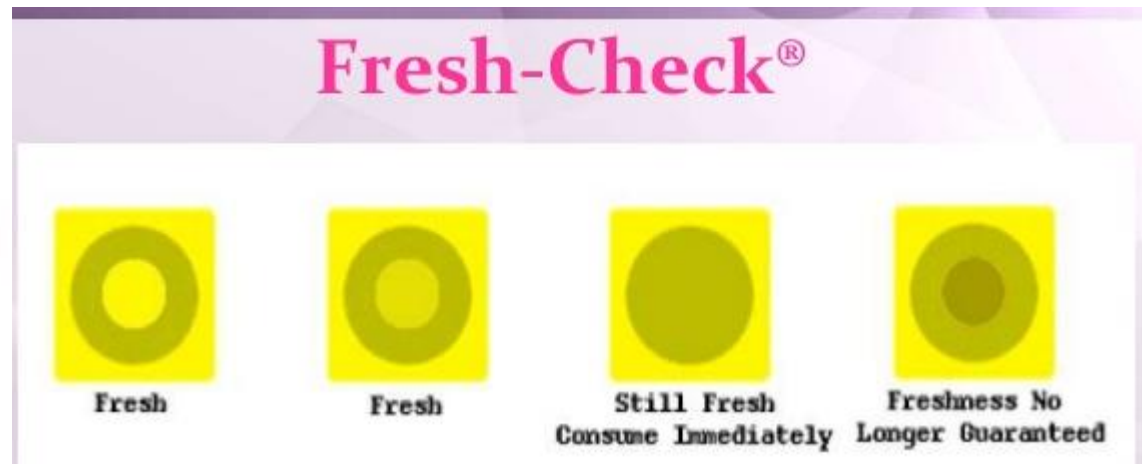 Fresh-Check®
Fresh
Fresh
Still Fresh
Consume Immediately
Freshness No
Longer Guaranteed